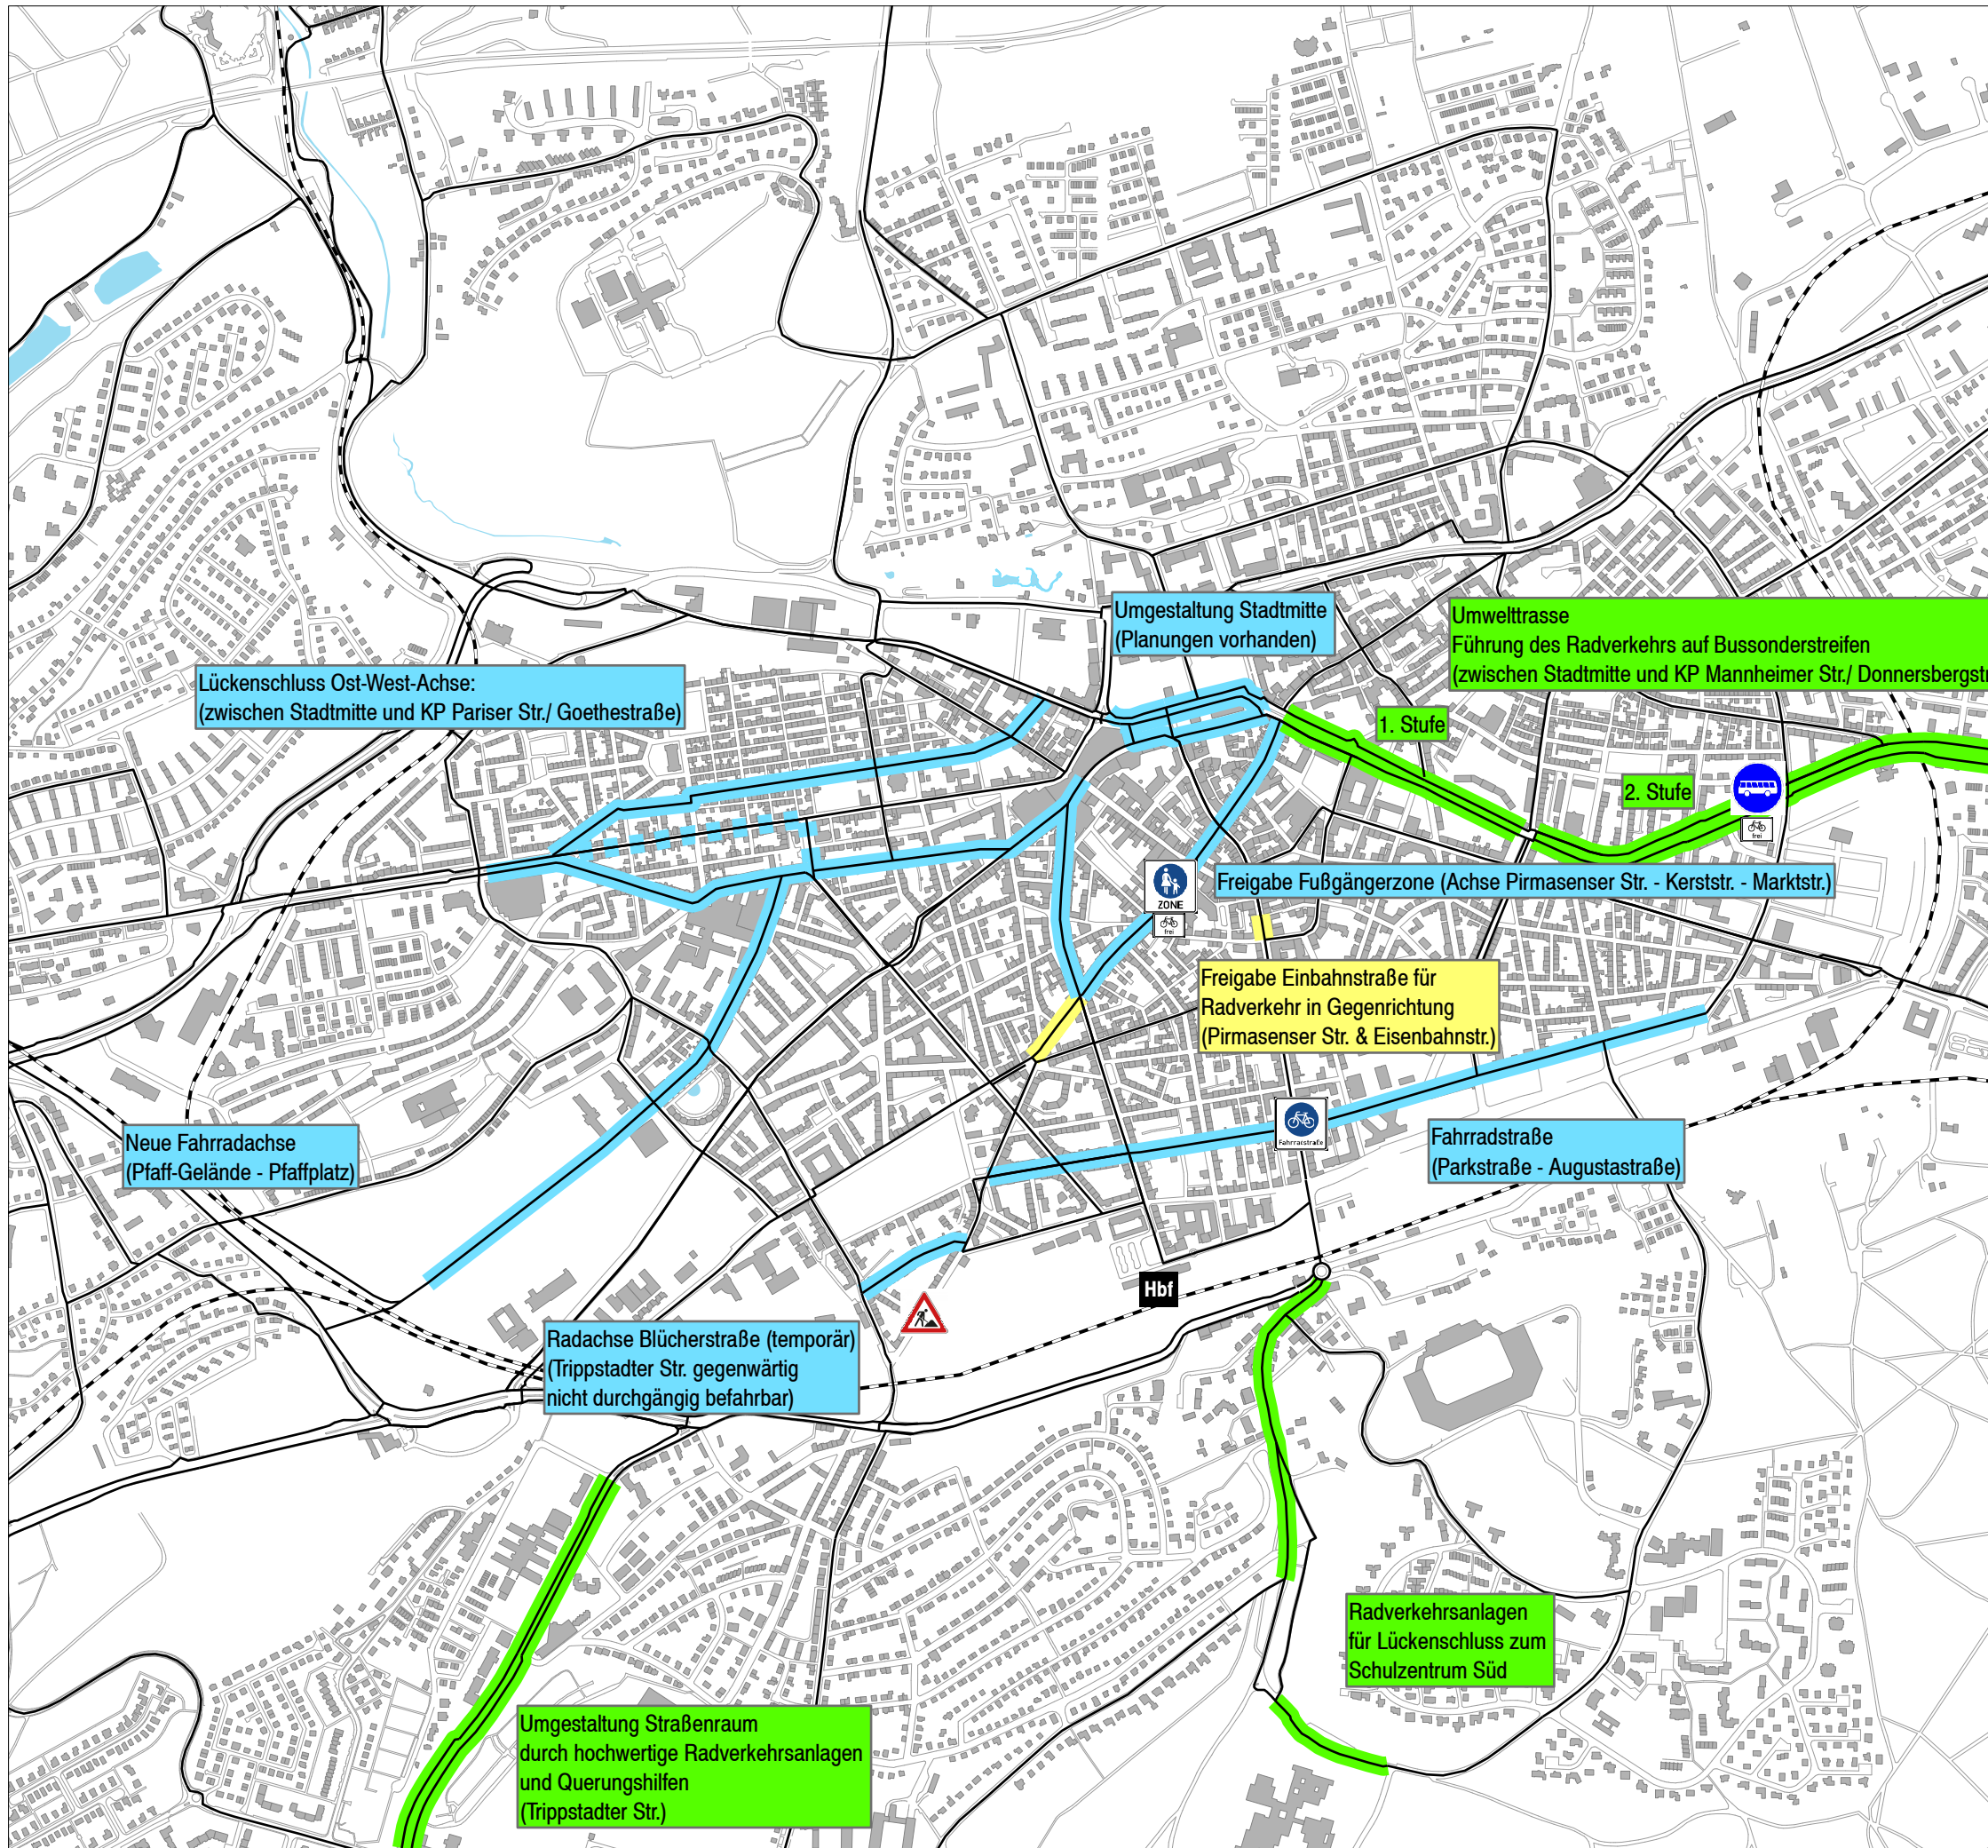 Umgestaltung Stadtmitte
(Planungen vorhanden)
Umwelttrasse
Führung des Radverkehrs auf Bussonderstreifen
(zwischen Stadtmitte und KP Mannheimer Str./ Donnersbergstr
Lückenschluss Ost-West-Achse:
(zwischen Stadtmitte und KP Pariser Str./ Goethestraße)
1. Stufe
2. Stufe
frei
Freigabe Fußgängerzone (Achse Pirmasenser Str. - Kerststr. - Marktstr.)
ZONE
frei
Freigabe Einbahnstraße für
Radverkehr in Gegenrichtung
(Pirmasenser Str. & Eisenbahnstr.)
Neue Fahrradachse
(Pfaff-Gelände - Pfaffplatz)
Fahrradstraße
Fahrradstraße
(Parkstraße - Augustastraße)
Hbf
Radachse Blücherstraße (temporär)
(Trippstadter Str. gegenwärtig
nicht durchgängig befahrbar)
Radverkehrsanlagen
für Lückenschluss zum
Schulzentrum Süd
Umgestaltung Straßenraum
durch hochwertige Radverkehrsanlagen
und Querungshilfen
(Trippstadter Str.)